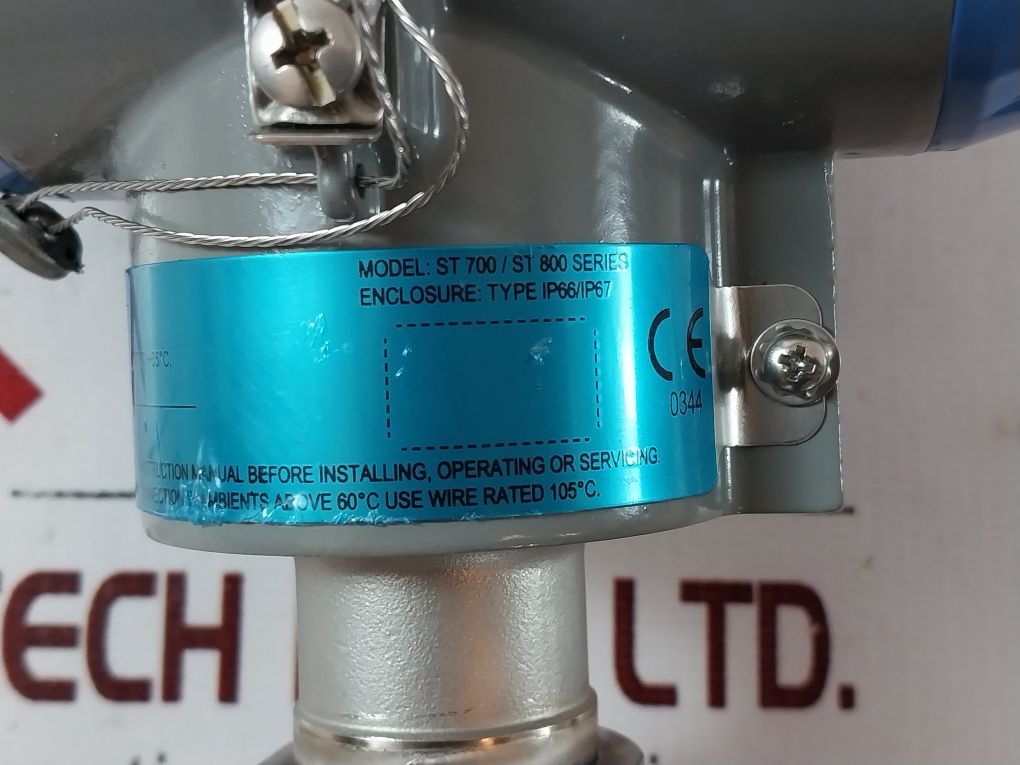 MODEL: ST 700 / ST 800 SERIES
ENCLOSURE: TYPE IP66/IP67
CE
0344
MANUAL BEFORE INSTALLING, OPERATING OR SERVICING.
ABOVE 60°C USE WIRE RATED 105°C.
TECH LTD.